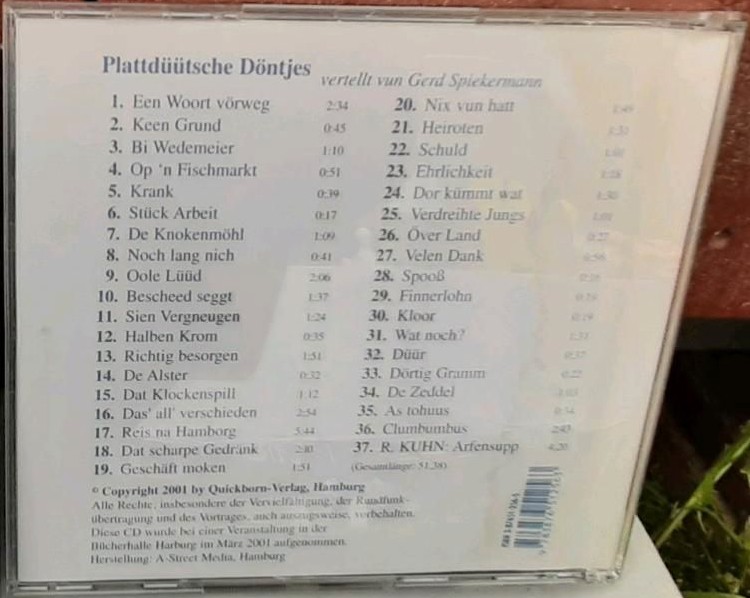 Plattdüütsche Döntjes vertellt vun Gerd Spiekermann
1. Een Woort vörweg 2:34
2. Keen Grund 0:45
3. Bi Wedemeier 1:10
4. Op 'n Fischmarkt 0:51
5. Krank 0:39
6. Stück Arbeit 0:17
7. De Knokenmöhl 1:09
8. Noch lang nich 0:41
9. Oole Lüüd 2:06
10. Bescheed seggt 1:37
11. Sien Vergneugen 1:24
12. Halben Krom 0:35
13. Richtig besorgen 1:51
14. De Alster 0:32
15. Dat Klockenspill 1:12
16. Das' all' verschieden 2:54
17. Reis na Hamborg 5:44
18. Dat scharpe Gedränk
19. Geschäft moken 1:51
20. Nix vun hatt
21. Heiroten
22. Schuld
23. Ehrlichkeit
24. Dor kümmt wat
25. Verdreihte Jungs
26. Över Land 0:27
27. Velen Dank
28. Spooß
29. Finnerlohn
30. Kloor
31. Wat noch?
32. Düür 0:37
33. Dörtig Gramm 0:22
34. De Zeddel
35. As tohuus
36. Clumbumbus
37. R. KUHN: Arfensupp 4:20
(Gesamtlänge: 51,38)
© Copyright 2001 by Quickborn-Verlag, Hamburg
Alle Rechte, insbesondere der Vervielfältigung, der Rundfunk-
übertragung und des Vortrages, auch auszugsweise, vorbehalten.
Diese CD wurde bei einer Veranstaltung in der
Bücherhalle Harburg im März 2001 aufgenommen.
Herstellung: A-Street Media, Hamburg